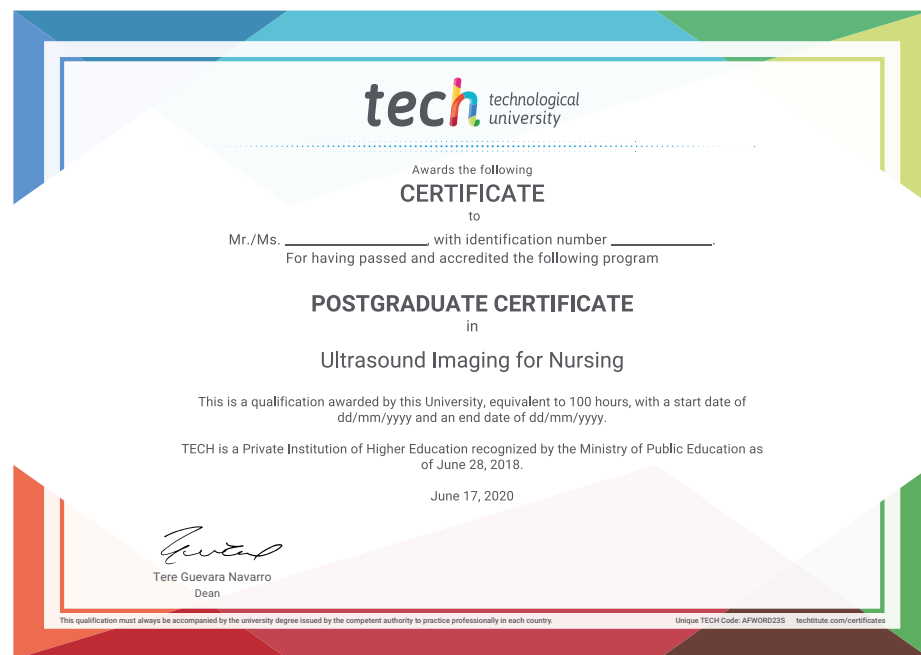 tech technological
university
Awards the following
CERTIFICATE
to
Mr./Ms. ____________________, with identification number ______________.
For having passed and accredited the following program
POSTGRADUATE CERTIFICATE
in
Ultrasound Imaging for Nursing
This is a qualification awarded by this University, equivalent to 100 hours, with a start date of
dd/mm/yyyy and an end date of dd/mm/yyyy.
TECH is a Private Institution of Higher Education recognized by the Ministry of Public Education as
of June 28, 2018.
June 17, 2020
Tere Guevara Navarro
Dean
This qualification must always be accompanied by the university degree issued by the competent authority to practice professionally in each country. Unique TECH Code: AFWORD23S techtitute.com/certificates